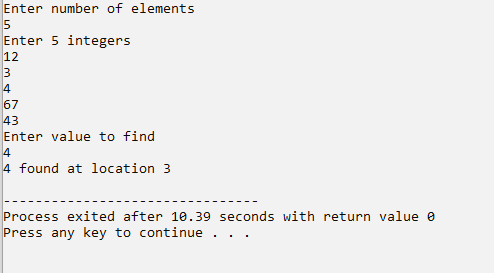 Enter number of elements
5
Enter 5 integers
12
3
4
67
43
Enter value to find
4
4 found at location 3
--------------------------------
Process exited after 10.39 seconds with return value 0
Press any key to continue . . .